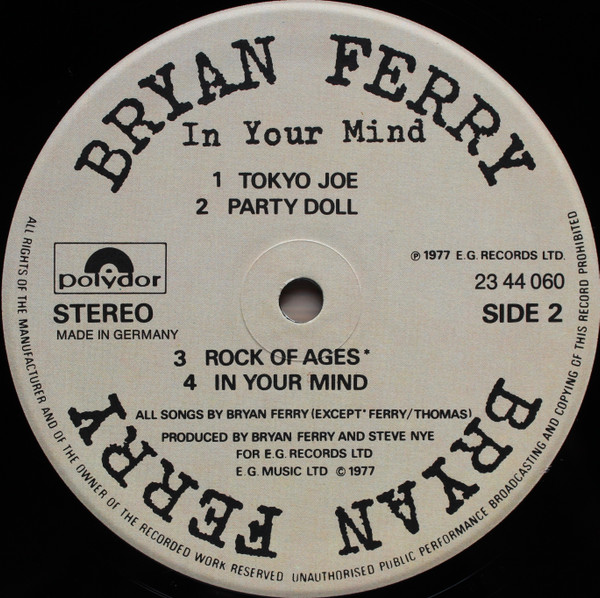 BRYAN FERRY
In Your Mind
1 TOKYO JOE
2 PARTY DOLL
polydor
STEREO
MADE IN GERMANY
℗ 1977 E.G. RECORDS LTD.
23 44 060
SIDE 2
3 ROCK OF AGES*
4 IN YOUR MIND
ALL SONGS BY BRYAN FERRY (EXCEPT* FERRY/THOMAS)
PRODUCED BY BRYAN FERRY AND STEVE NYE
FOR E.G. RECORDS LTD
E.G. MUSIC LTD © 1977
BRYAN FERRY
ALL RIGHTS OF THE MANUFACTURER AND OF THE OWNER OF THE RECORDED WORK RESERVED UNAUTHORISED PUBLIC PERFORMANCE BROADCASTING AND COPYING OF THIS RECORD PROHIBITED